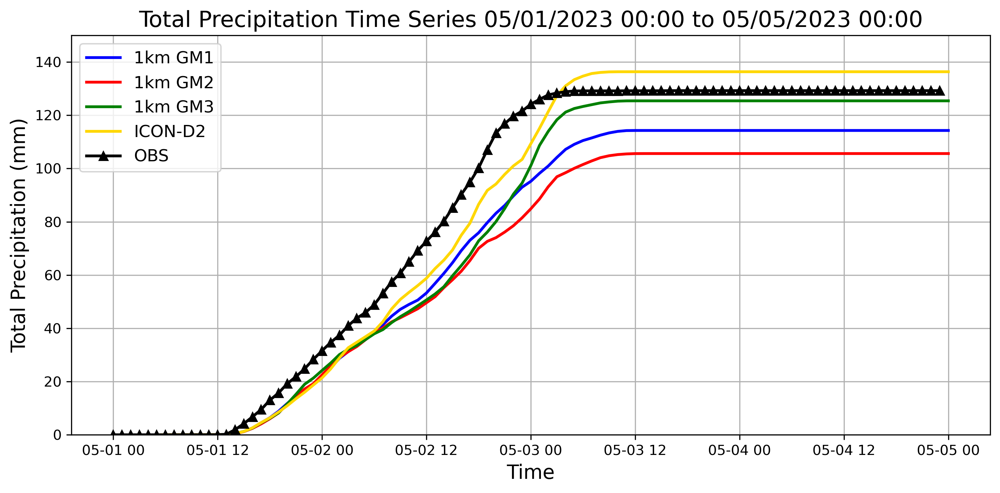 Total Precipitation Time Series 05/01/2023 00:00 to 05/05/2023 00:00
1km GM1
1km GM2
1km GM3
ICON-D2
OBS
Total Precipitation (mm)
140
120
100
80
60
40
20
0
05-01 00
05-01 12
05-02 00
05-02 12
05-03 00
05-03 12
05-04 00
05-04 12
05-05 00
Time